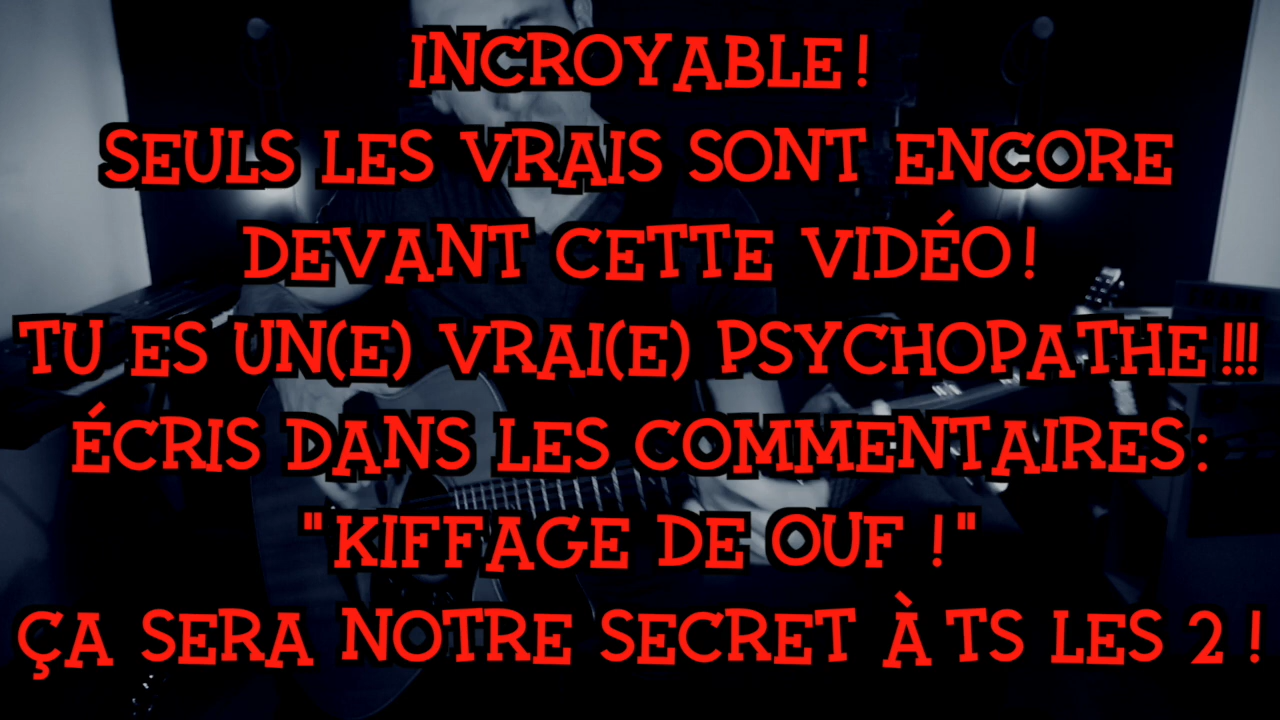 INCROYABLE!
SEULS LES VRAIS SONT ENCORE
DEVANT CETTE VIDÉO!
TU ES UN(E) VRAI(E) PSYCHOPATHE!!!
ÉCRIS DANS LES COMMENTAIRES:
"KIFFAGE DE OUF !"
ÇA SERA NOTRE SECRET À TS LES 2 !